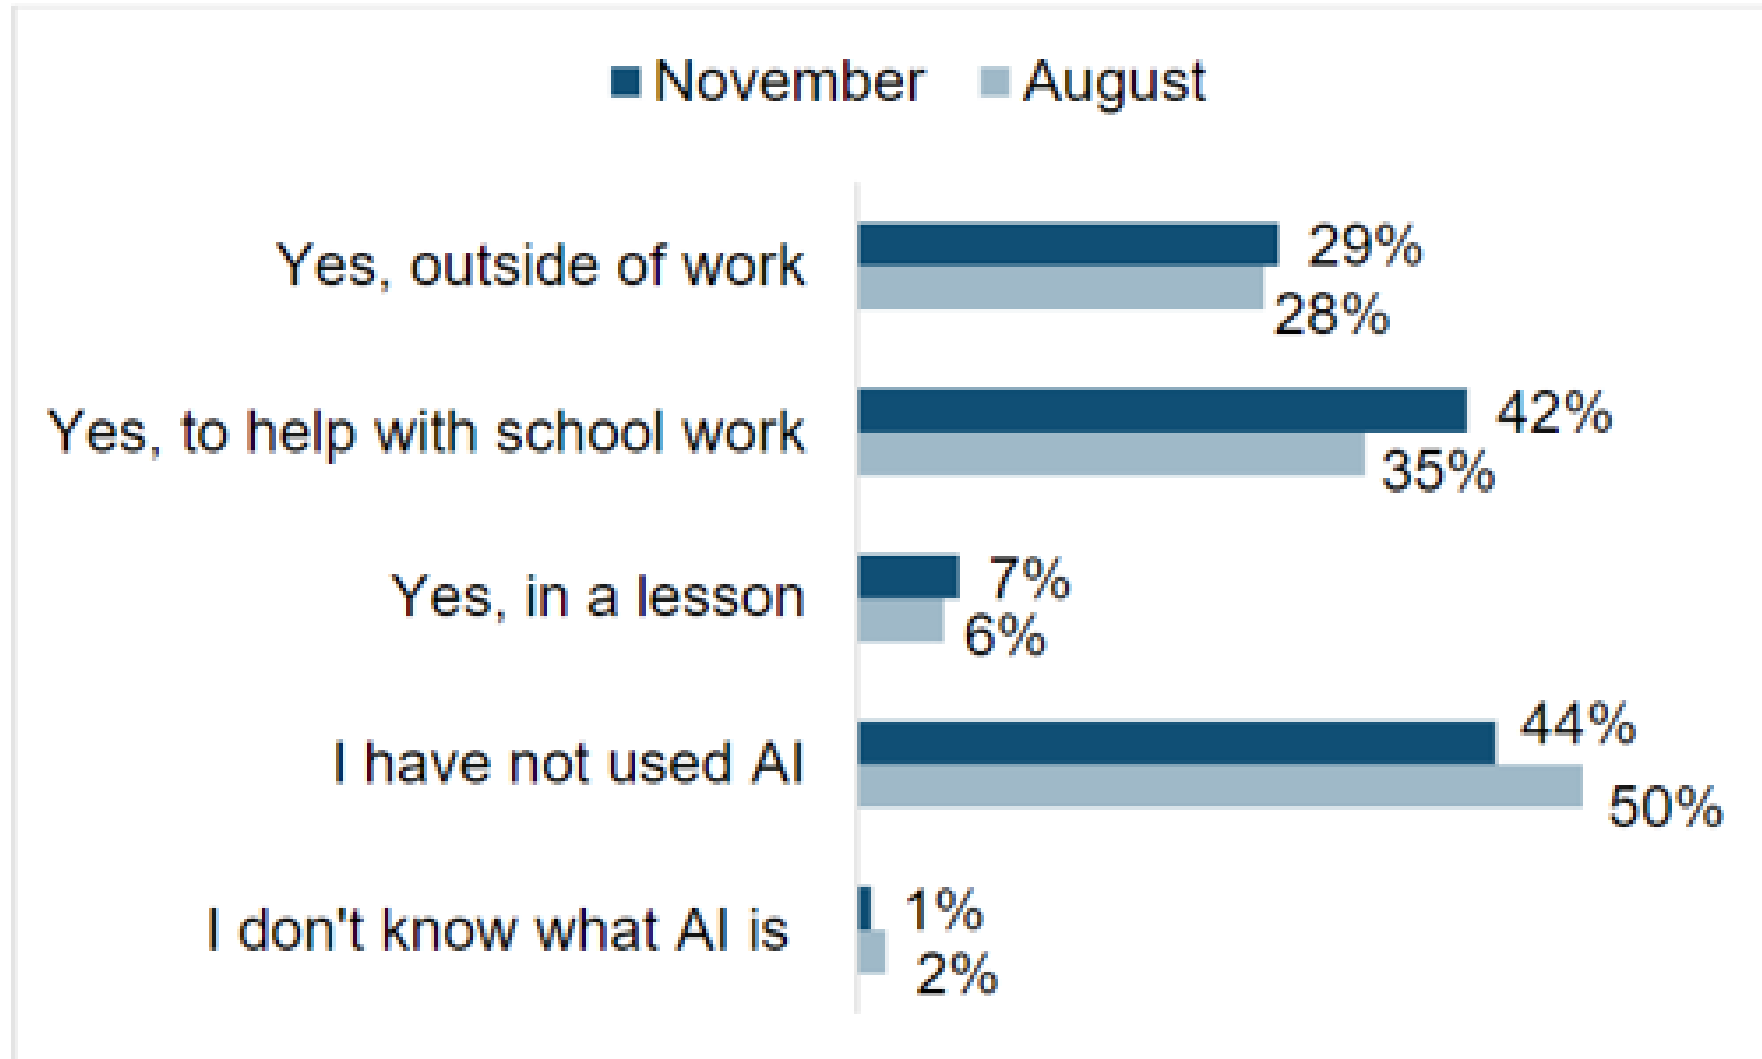 November August
Yes, outside of work
29%
28%
Yes, to help with school work
42%
35%
Yes, in a lesson
7%
6%
I have not used AI
44%
50%
I don't know what AI is
1%
2%